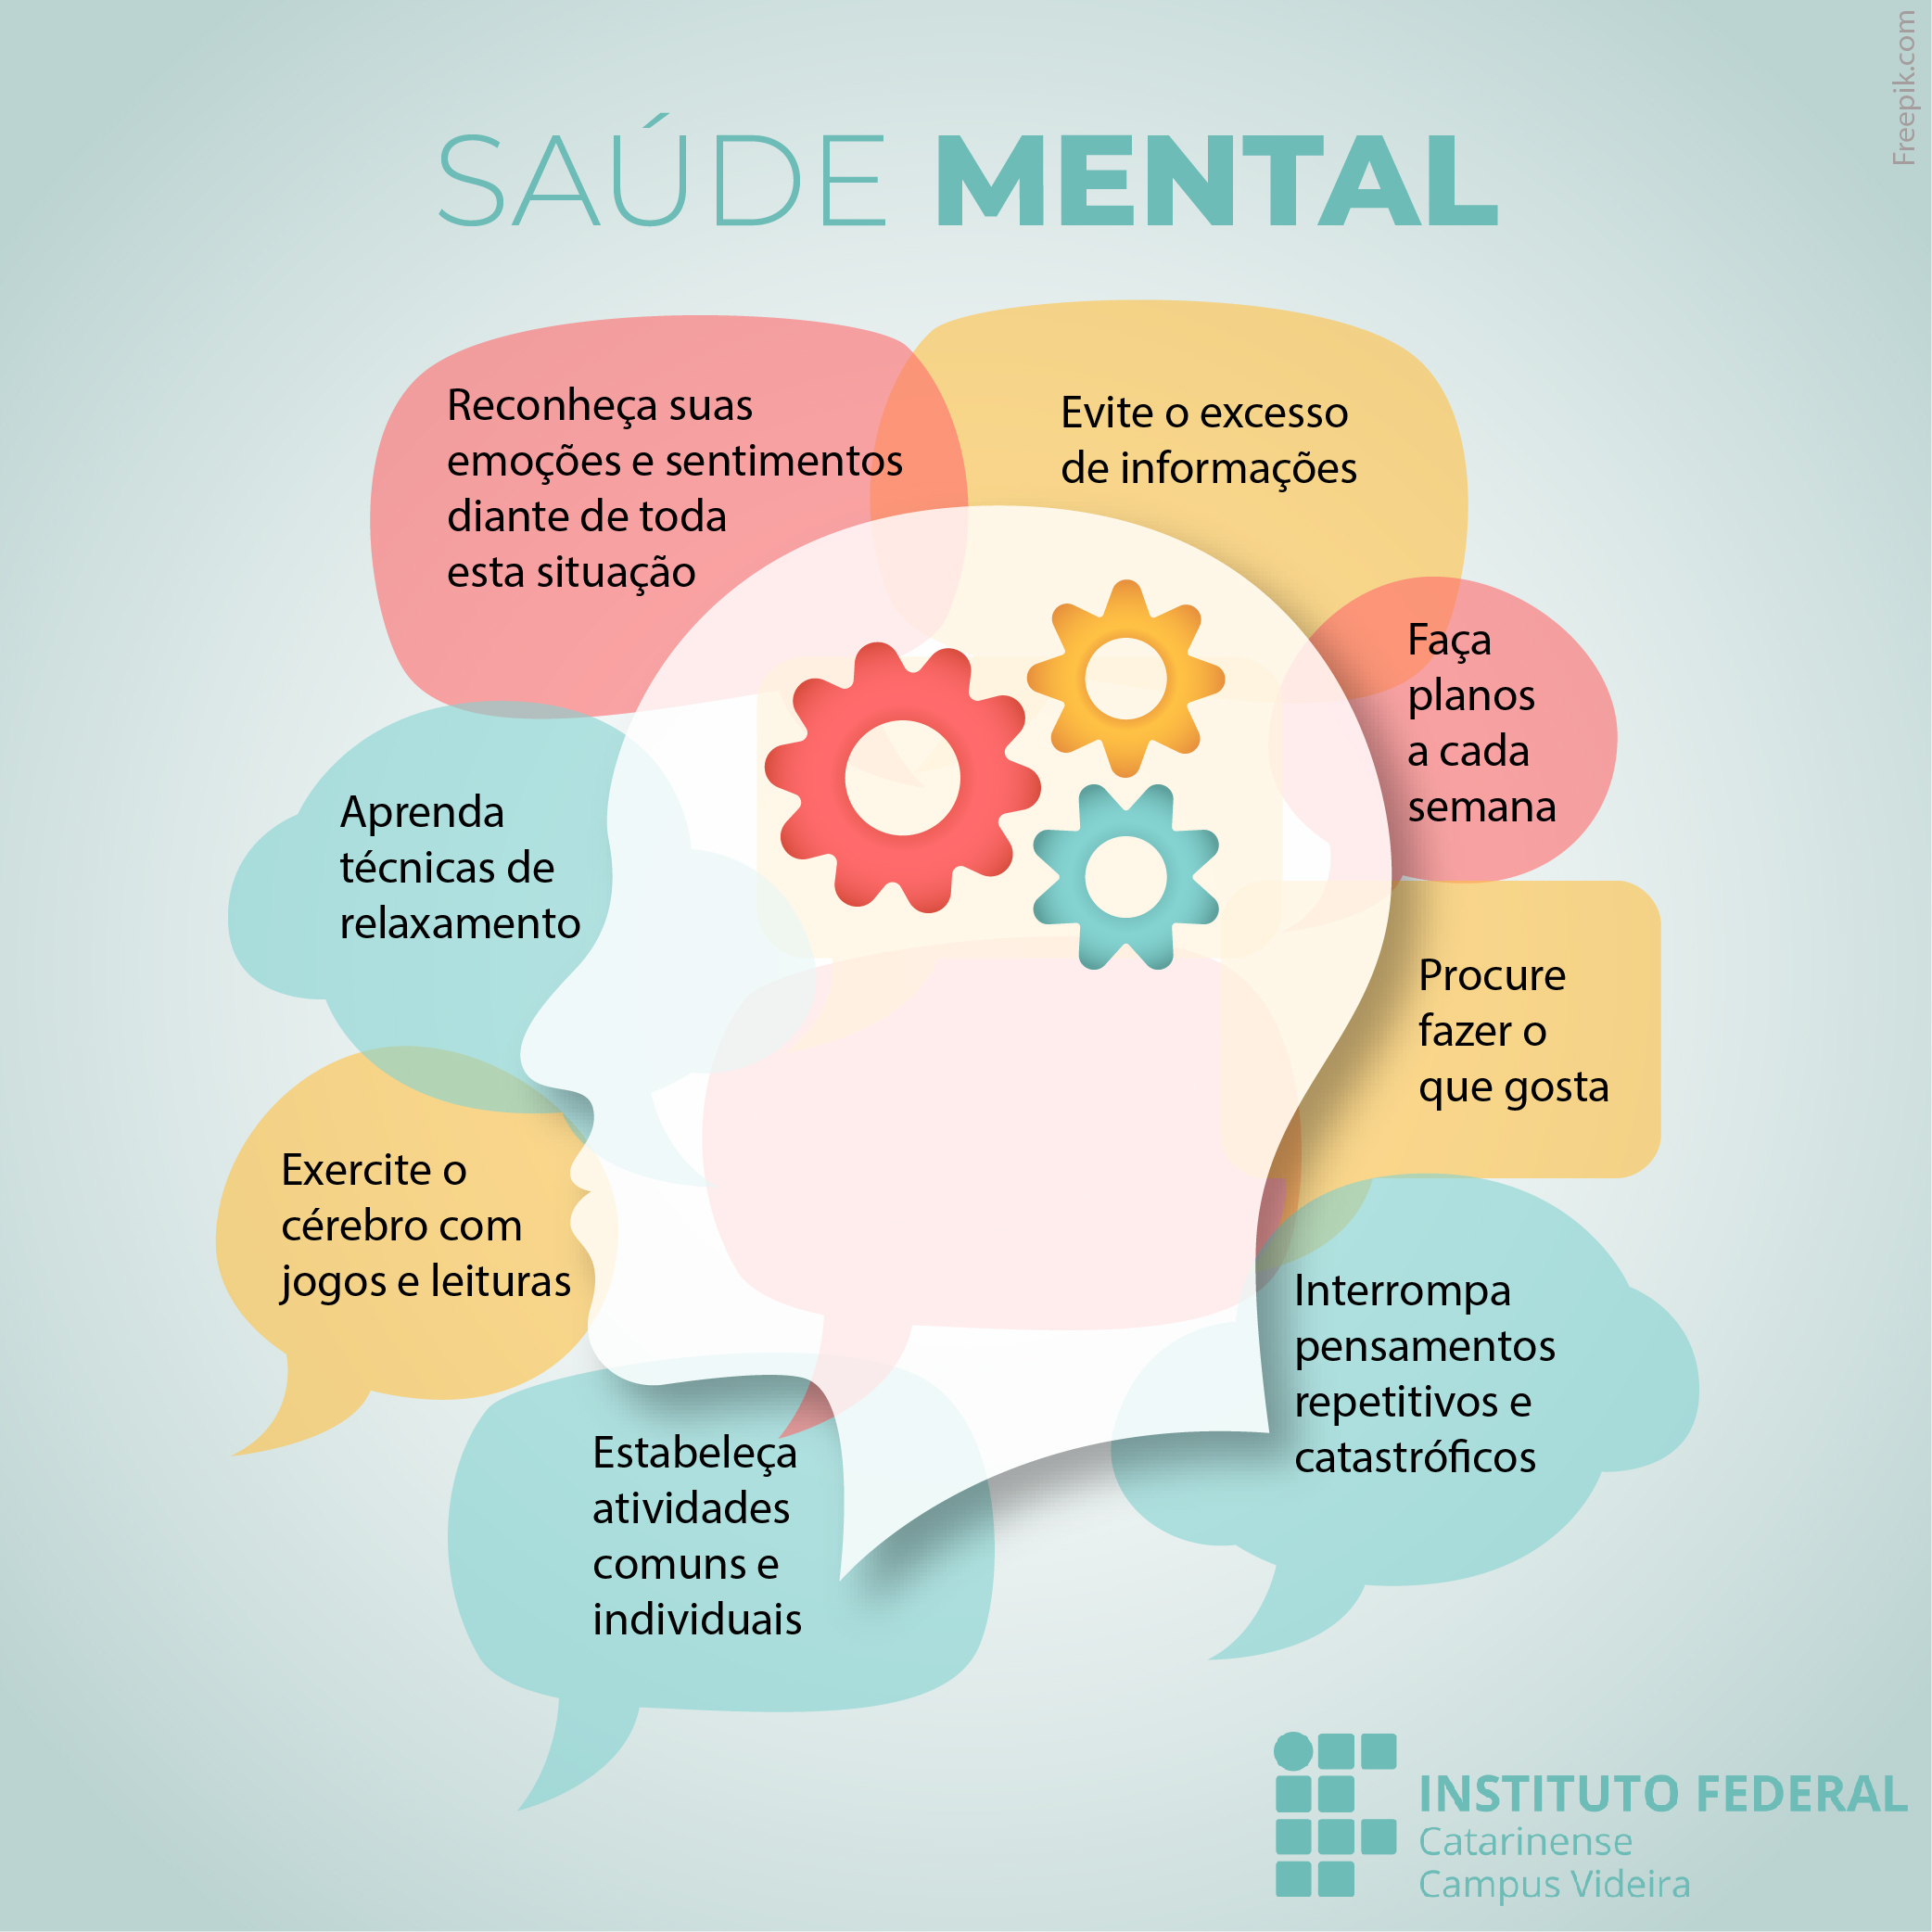 Freepik.com
SAÚDE MENTAL
Reconheça suas
emoções e sentimentos
diante de toda
esta situação
Evite o excesso
de informações
Faça
planos
a cada
semana
Aprenda
técnicas de
relaxamento
Procure
fazer o
que gosta
Exercite o
cérebro com
jogos e leituras
Interrompa
pensamentos
repetitivos e
catastróficos
Estabeleça
atividades
comuns e
individuais
INSTITUTO FEDERAL
Catarinense
Campus Videira